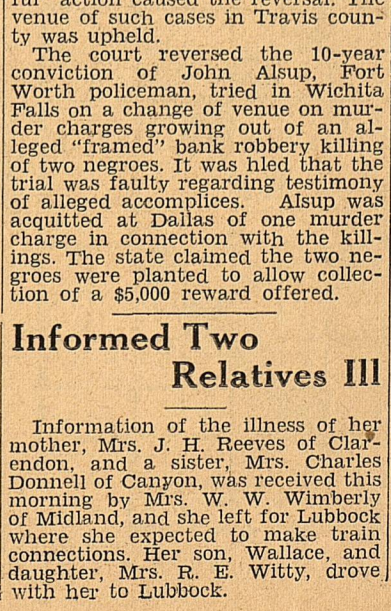 ful action caused the reversal. The
venue of such cases in Travis coun-
ty was upheld.
The court reversed the 10-year
conviction of John Alsup, Fort
Worth policeman, tried in Wichita
Falls on a change of venue on mur-
der charges growing out of an al-
leged "framed" bank robbery killing
of two negroes. It was hled that the
trial was faulty regarding testimony
of alleged accomplices. Alsup was
acquitted at Dallas of one murder
charge in connection with the kill-
ings. The state claimed the two ne-
groes were planted to allow collec-
tion of a $5,000 reward offered.
Informed Two
Relatives Ill
Information of the illness of her
mother, Mrs. J. H. Reeves of Clar-
endon, and a sister, Mrs. Charles
Donnell of Canyon, was received this
morning by Mrs. W. W. Wimberly
of Midland, and she left for Lubbock
where she expected to make train
connections. Her son, Wallace, and
daughter, Mrs. R. E. Witty, drove
with her to Lubbock.